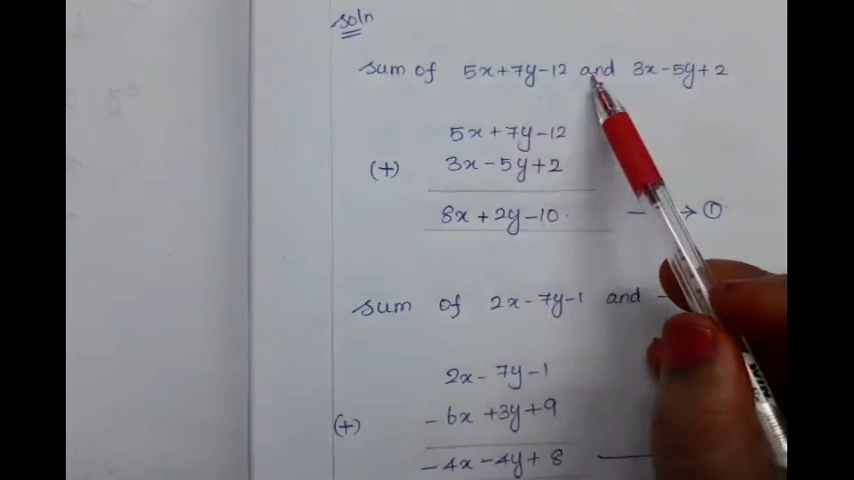 soln
sum of 5x+7y-12 and 3x-5y+2
5x+7y-12
(+) 3x-5y+2
8x+2y-10 → ①
sum of 2x-7y-1 and -
2x-7y-1
(+) -6x+3y+9
-4x-4y+8